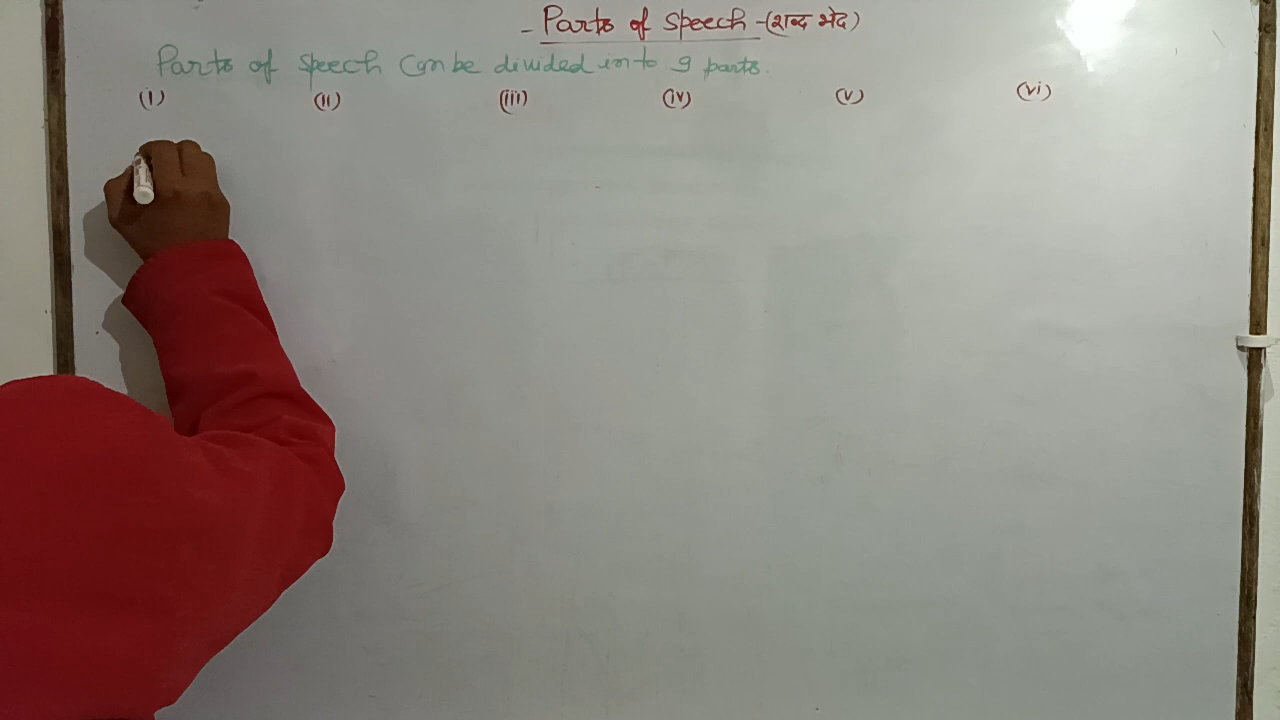 - Parts of speech - (शब्द भेद)
Parts of speech can be divided into 9 parts.
(i) (ii) (iii) (iv) (v) (vi)